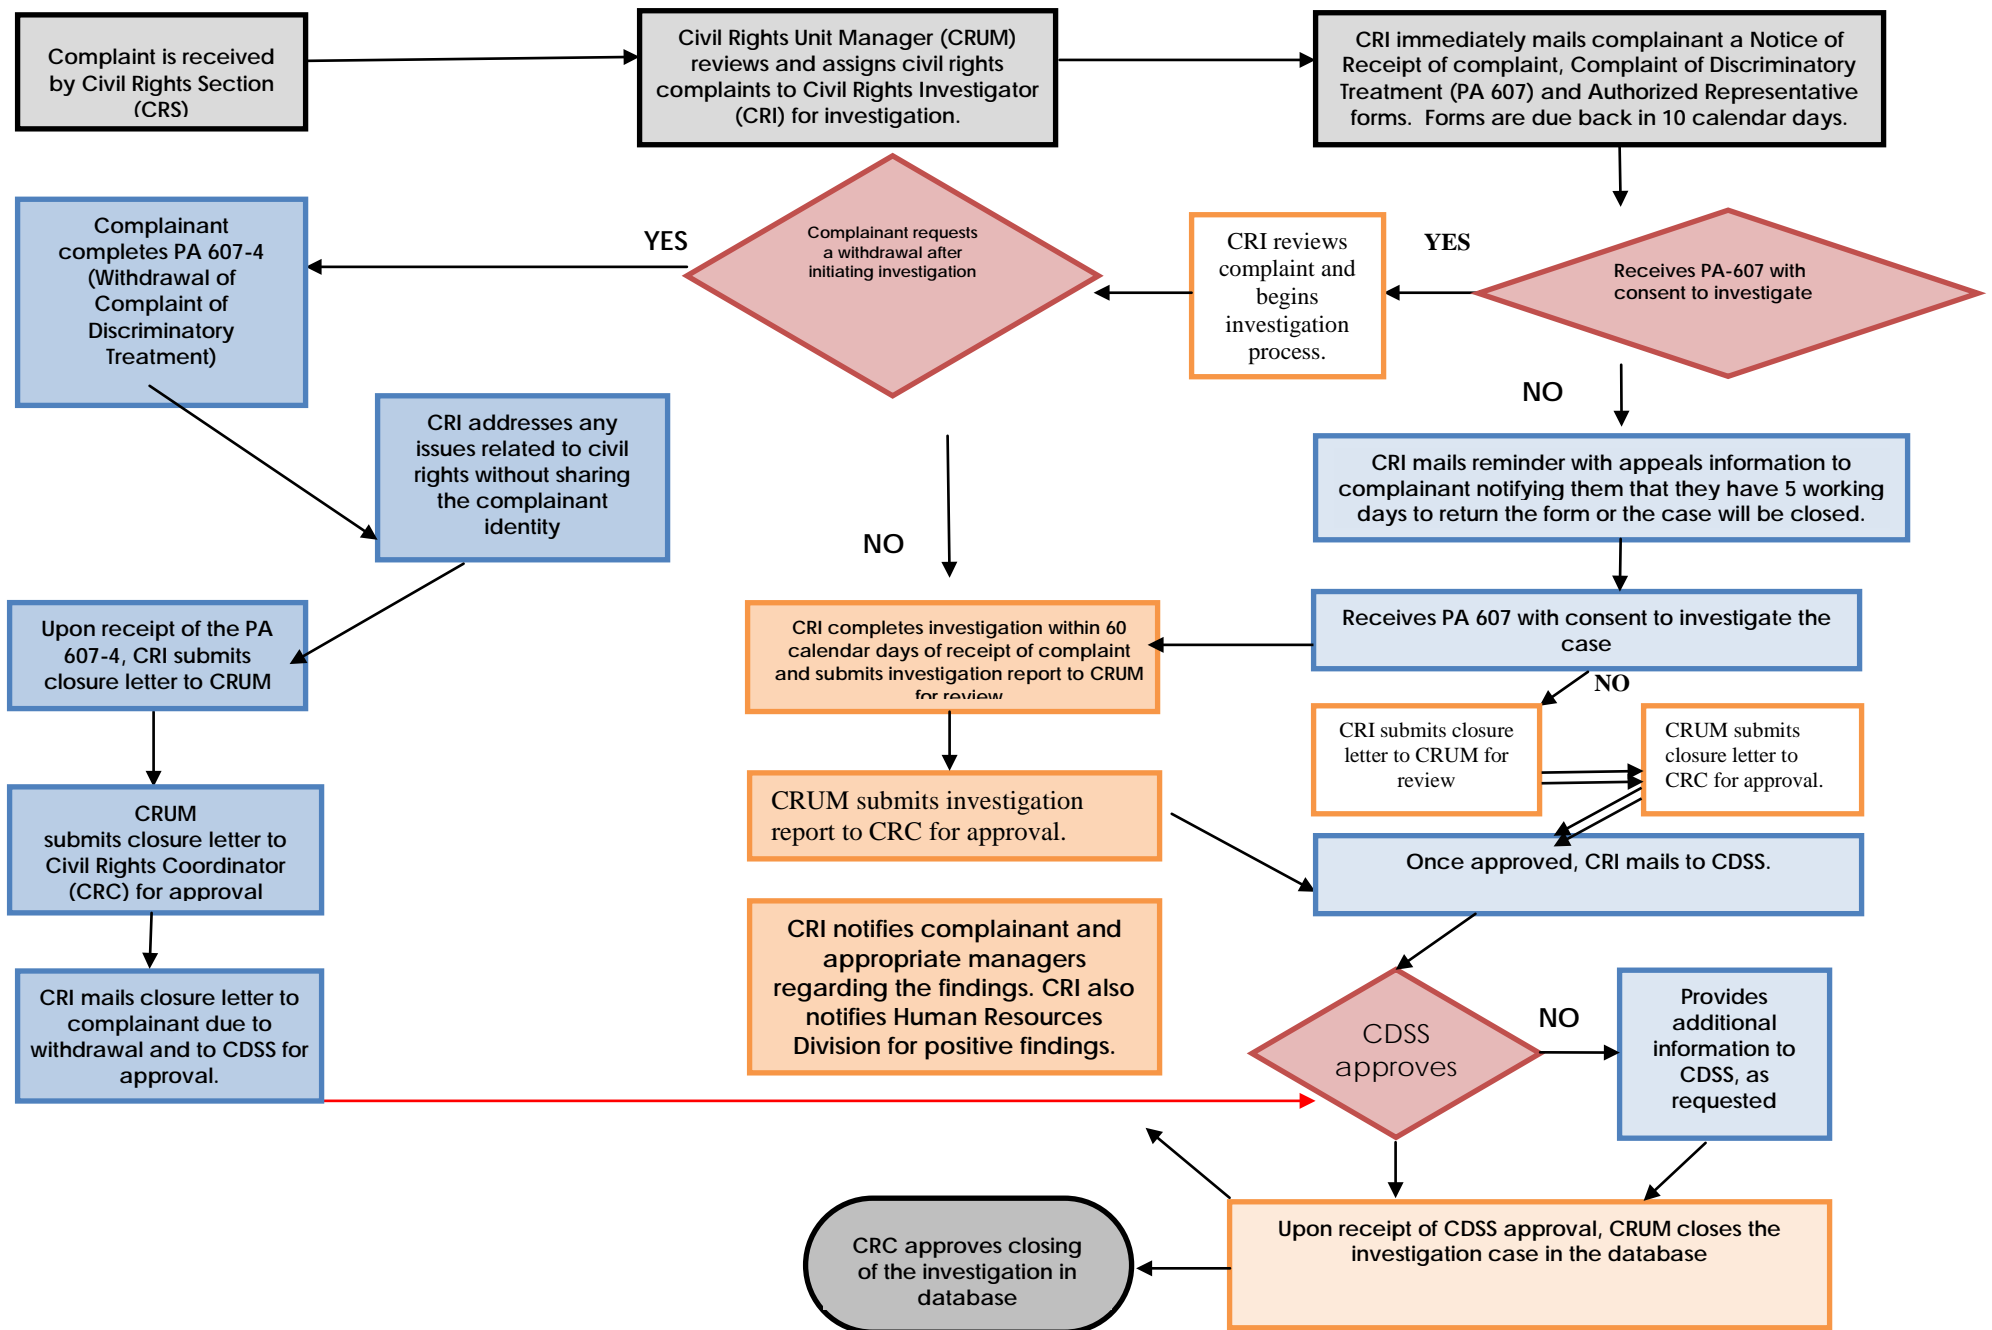 Complaint is received
by Civil Rights Section
(CRS)
Civil Rights Unit Manager (CRUM)
reviews and assigns civil rights
complaints to Civil Rights Investigator
(CRI) for investigation.
CRI immediately mails complainant a Notice of
Receipt of complaint, Complaint of Discriminatory
Treatment (PA 607) and Authorized Representative
forms.  Forms are due back in 10 calendar days.
Complainant
completes PA 607-4
(Withdrawal of
Complaint of
Discriminatory
Treatment)
YES
Complainant requests
a withdrawal after
initiating investigation
CRI reviews
complaint and
begins
investigation
process.
YES
Receives PA-607 with
consent to investigate
NO
CRI addresses any
issues related to civil
rights without sharing
the complainant
identity
NO
CRI mails reminder with appeals information to
complainant notifying them that they have 5 working
days to return the form or the case will be closed.
Upon receipt of the PA
607-4, CRI submits
closure letter to CRUM
CRI completes investigation within 60
calendar days of receipt of complaint
and submits investigation report to CRUM
for review
Receives PA 607 with consent to investigate the
case
NO
CRI submits closure
letter to CRUM for
review
CRUM submits
closure letter to
CRC for approval.
CRUM
submits closure letter to
Civil Rights Coordinator
(CRC) for approval
CRUM submits investigation
report to CRC for approval.
Once approved, CRI mails to CDSS.
CRI notifies complainant and
appropriate managers
regarding the findings. CRI also
notifies Human Resources
Division for positive findings.
CRI mails closure letter to
complainant due to
withdrawal and to CDSS for
approval.
CDSS
approves
NO
Provides
additional
information to
CDSS, as
requested
CRC approves closing
of the investigation in
database
Upon receipt of CDSS approval, CRUM closes the
investigation case in the database